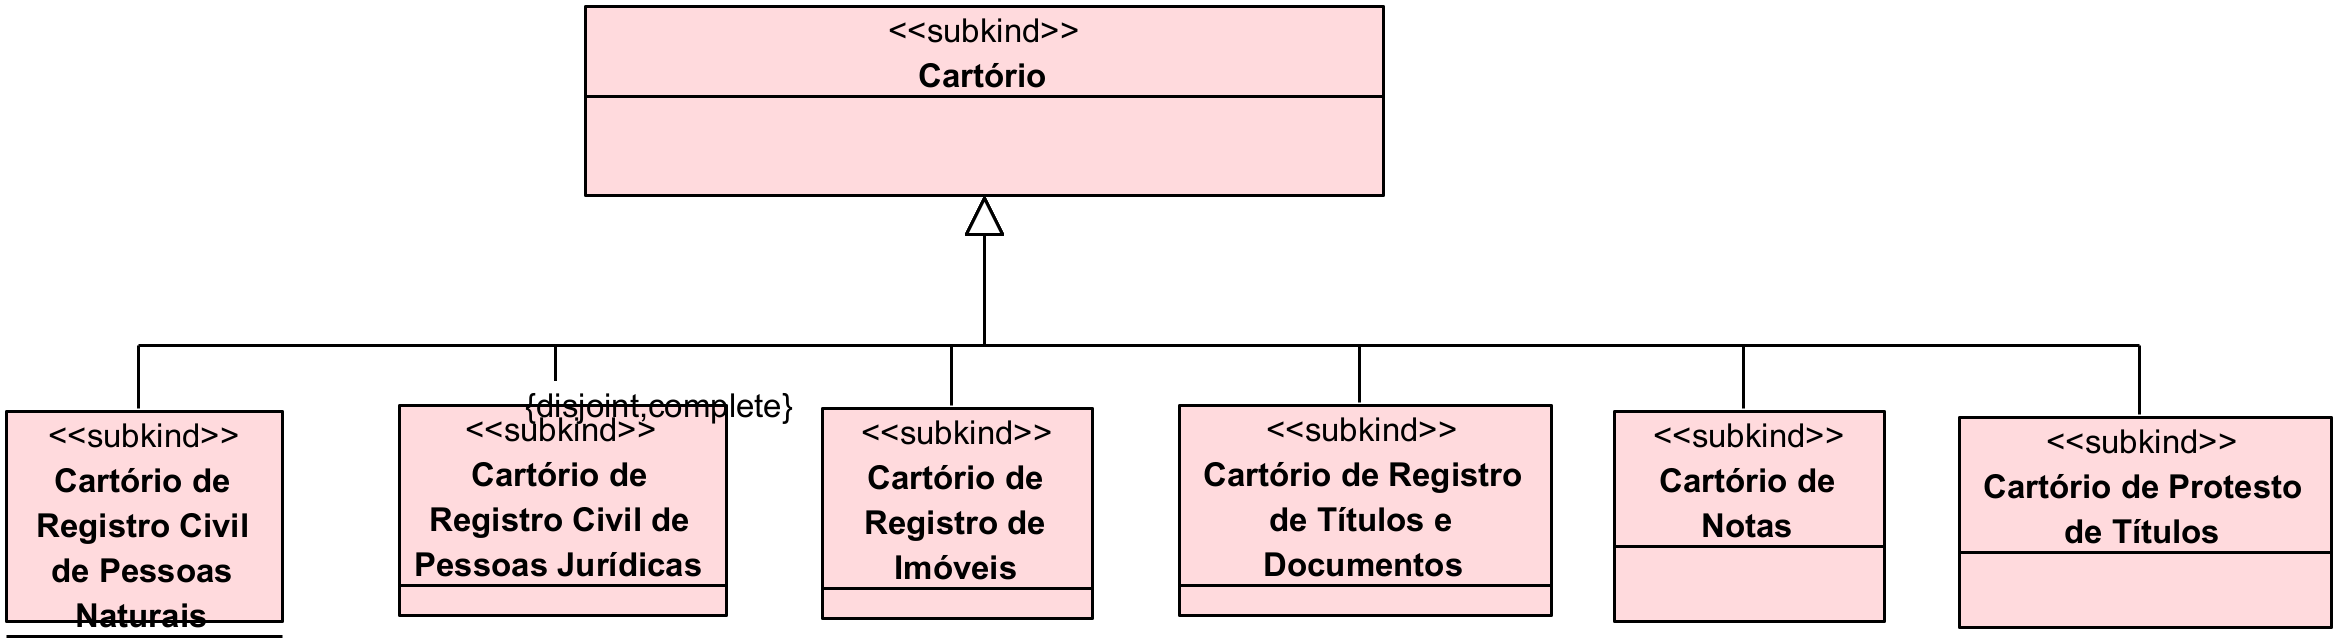 <<subkind>>
Cartório
{disjoint,complete}
<<subkind>>
Cartório de
Registro Civil
de Pessoas
Naturais
<<subkind>>
Cartório de
Registro Civil de
Pessoas Jurídicas
<<subkind>>
Cartório de
Registro de
Imóveis
<<subkind>>
Cartório de Registro
de Títulos e
Documentos
<<subkind>>
Cartório de
Notas
<<subkind>>
Cartório de Protesto
de Títulos